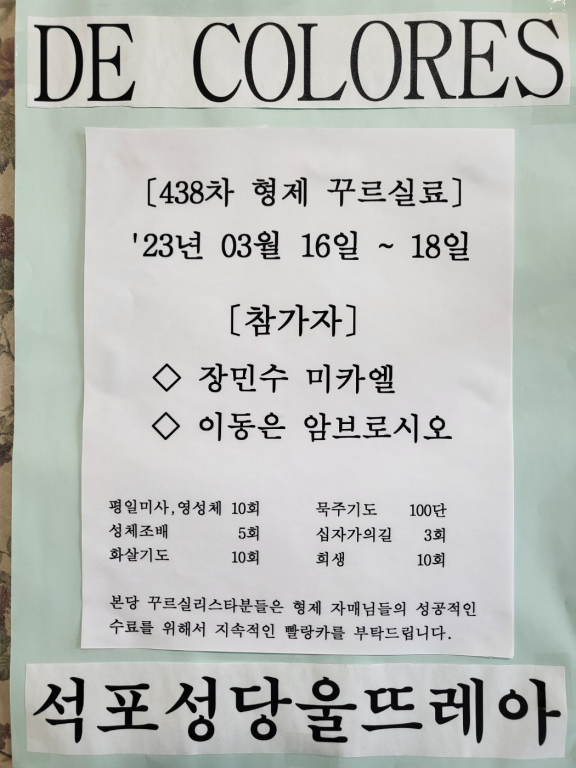 DE COLORES
[438차 형제 꾸르실료]
'23년 03월 16일 ~ 18일
[참가자]
◇ 장민수 미카엘
◇ 이동은 암브로시오
평일미사,영성체 10회 묵주기도 100단
성체조배 5회 십자가의길 3회
화살기도 10회 희생 10회
본당 꾸르실리스타분들은 형제 자매님들의 성공적인
수료를 위해서 지속적인 빨랑카를 부탁드립니다.
석포성당울뜨레아